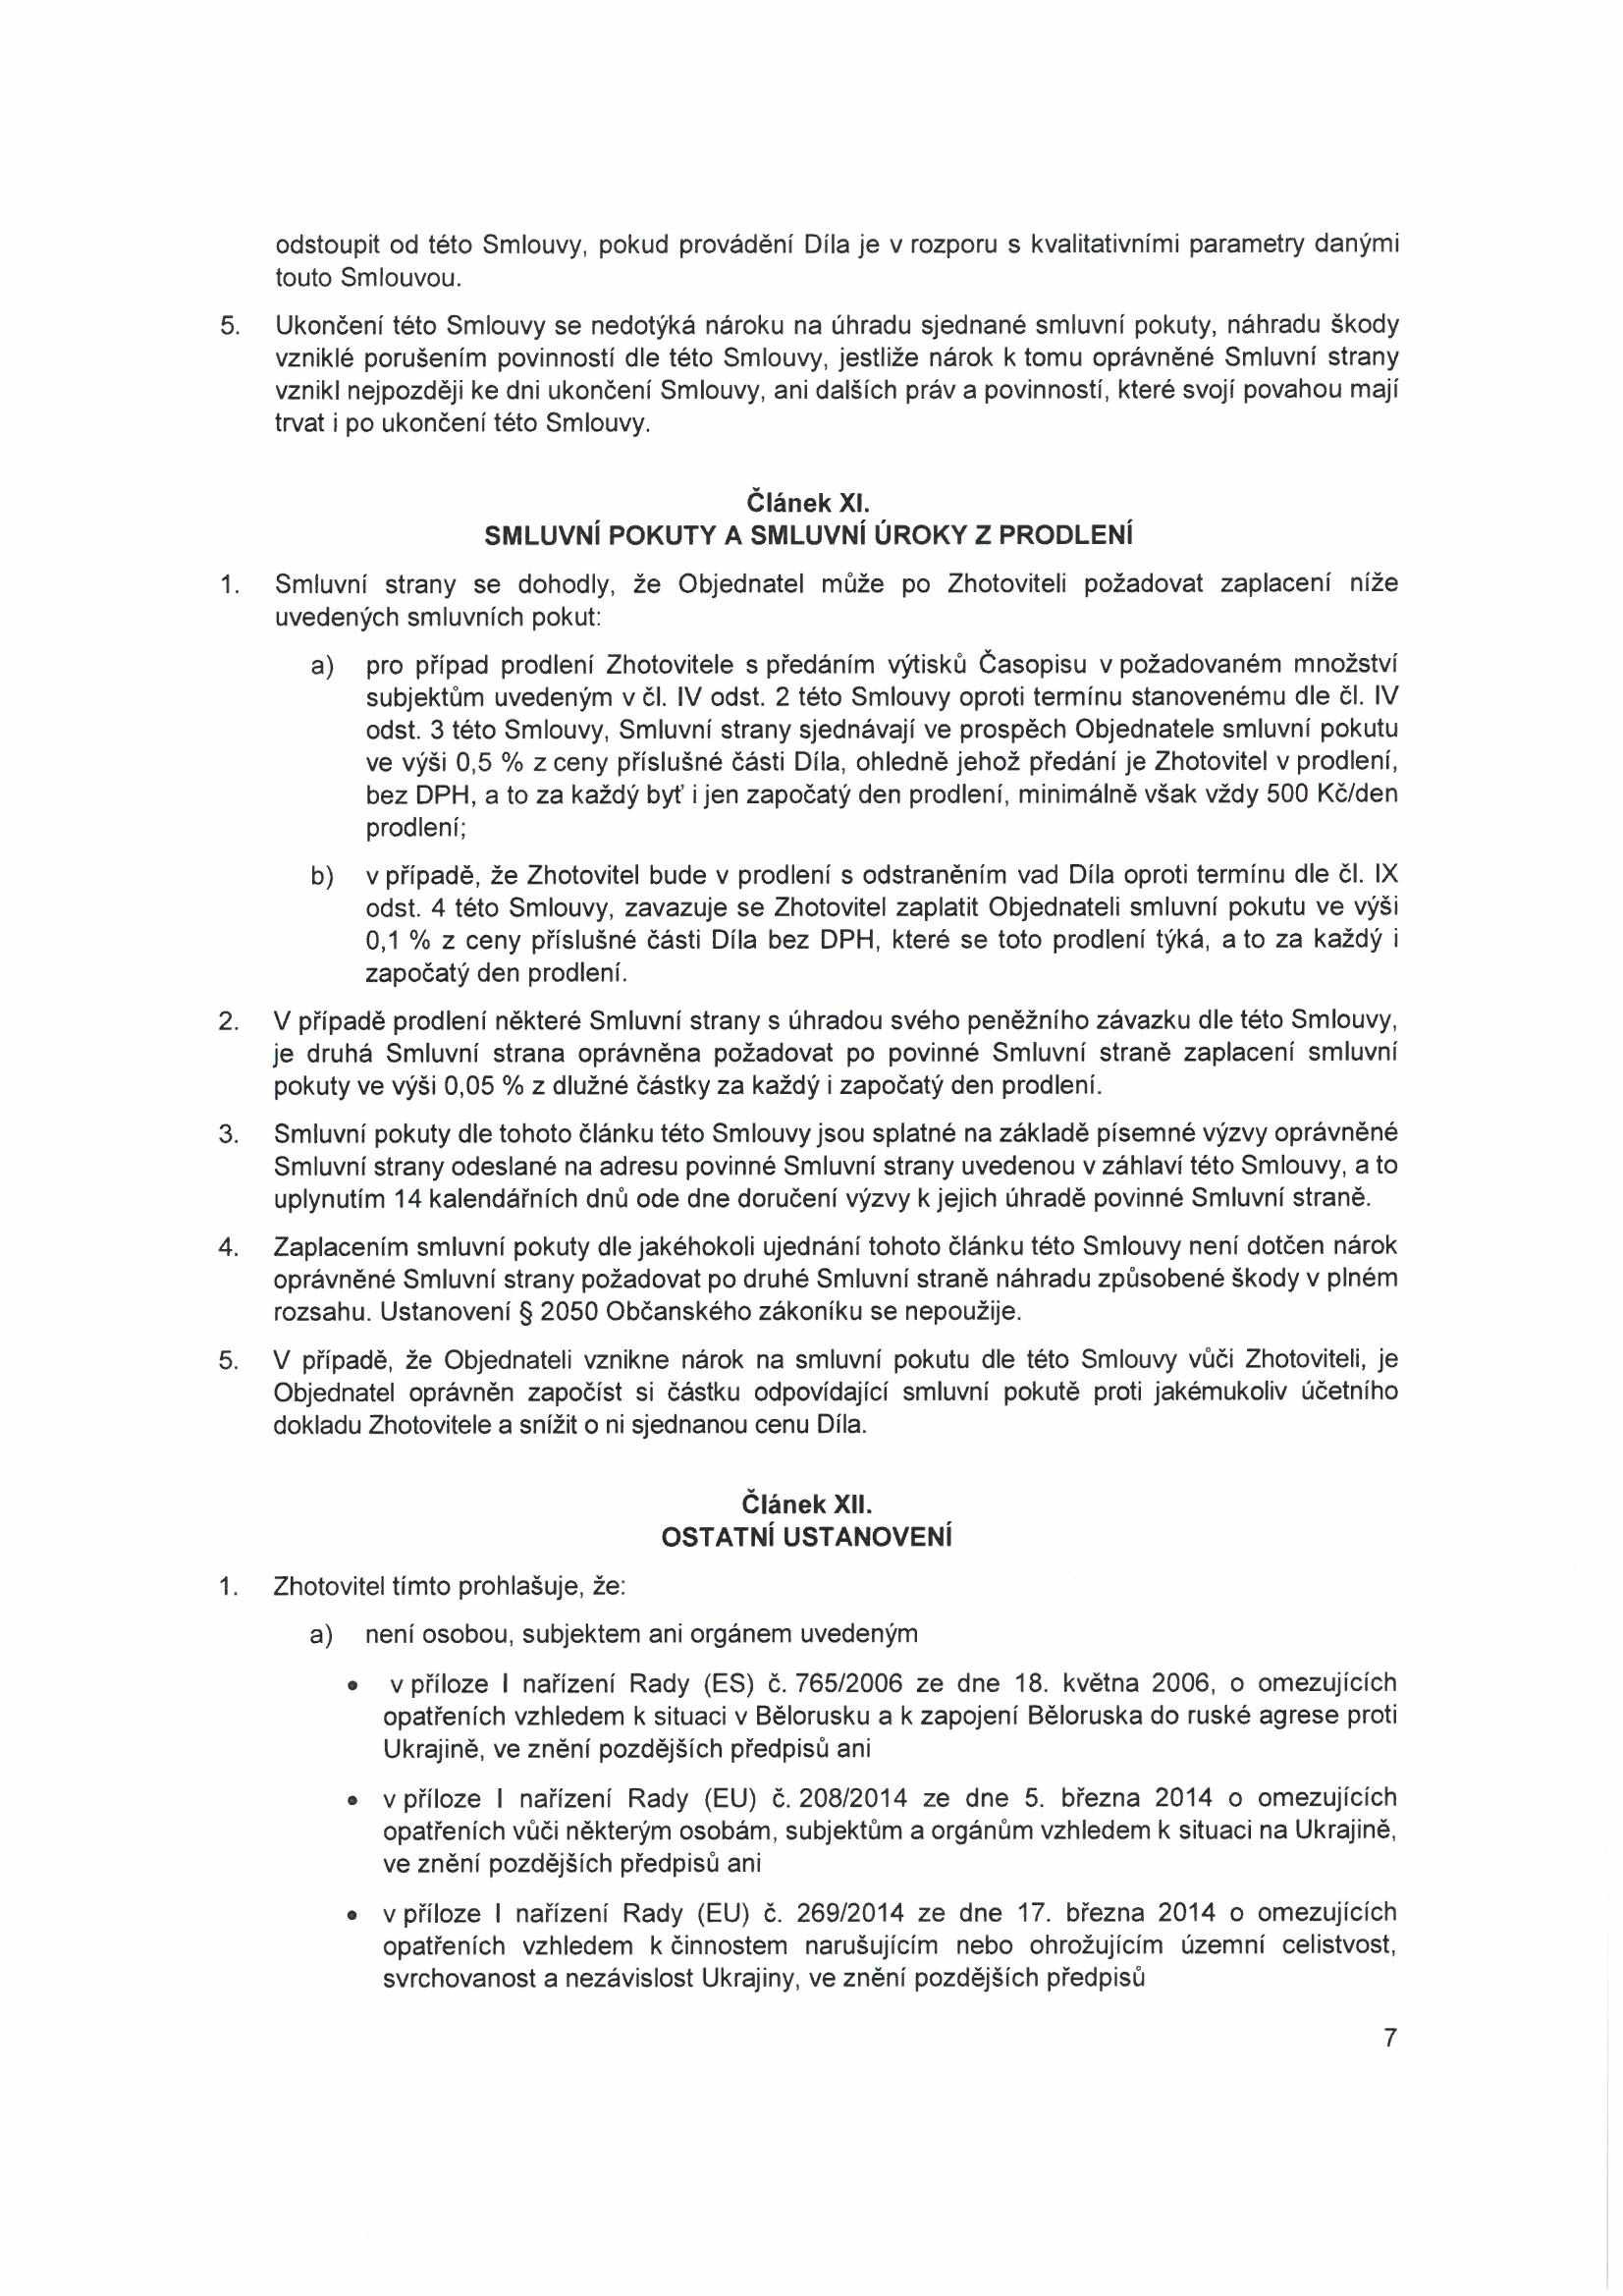 odstoupit od této Smlouvy, pokud provádění Díla je v rozporu s kvalitativními parametry danými
touto Smlouvou.
5. Ukončení této Smlouvy se nedotýká nároku na úhradu sjednané smluvní pokuty, náhradu škody
vzniklé porušením povinností dle této Smlouvy, jestliže nárok k tomu oprávněné Smluvní strany
vznikl nejpozději ke dni ukončení Smlouvy, ani dalších práv a povinností, které svojí povahou mají
trvat i po ukončení této Smlouvy.
Článek XI.
SMLUVNÍ POKUTY A SMLUVNÍ ÚROKY Z PRODLENÍ
1. Smluvní strany se dohodly, že Objednatel může po Zhotoviteli požadovat zaplacení níže
uvedených smluvních pokut:
a) pro případ prodlení Zhotovitele s předáním výtisků Časopisu v požadovaném množství
subjektům uvedeným v čl. IV odst. 2 této Smlouvy oproti termínu stanovenému dle čl. IV
odst. 3 této Smlouvy, Smluvní strany sjednávají ve prospěch Objednatele smluvní pokutu
ve výši 0,5 % z ceny příslušné části Díla, ohledně jehož předání je Zhotovitel v prodlení,
bez DPH, a to za každý byť i jen započatý den prodlení, minimálně však vždy 500 Kč/den
prodlení;
b) v případě, že Zhotovitel bude v prodlení s odstraněním vad Díla oproti termínu dle čl. IX
odst. 4 této Smlouvy, zavazuje se Zhotovitel zaplatit Objednateli smluvní pokutu ve výši
0,1 % z ceny příslušné části Díla bez DPH, které se toto prodlení týká, a to za každý i
započatý den prodlení.
2. V případě prodlení některé Smluvní strany s úhradou svého peněžního závazku dle této Smlouvy,
je druhá Smluvní strana oprávněna požadovat po povinné Smluvní straně zaplacení smluvní
pokuty ve výši 0,05 % z dlužné částky za každý i započatý den prodlení.
3. Smluvní pokuty dle tohoto článku této Smlouvy jsou splatné na základě písemné výzvy oprávněné
Smluvní strany odeslané na adresu povinné Smluvní strany uvedenou v záhlaví této Smlouvy, a to
uplynutím 14 kalendářních dnů ode dne doručení výzvy k jejich úhradě povinné Smluvní straně.
4. Zaplacením smluvní pokuty dle jakéhokoli ujednání tohoto článku této Smlouvy není dotčen nárok
oprávněné Smluvní strany požadovat po druhé Smluvní straně náhradu způsobené škody v plném
rozsahu. Ustanovení § 2050 Občanského zákoníku se nepoužije.
5. V případě, že Objednateli vznikne nárok na smluvní pokutu dle této Smlouvy vůči Zhotoviteli, je
Objednatel oprávněn započíst si částku odpovídající smluvní pokutě proti jakémukoliv účetního
dokladu Zhotovitele a snížit o ni sjednanou cenu Díla.
Článek XII.
OSTATNÍ USTANOVENÍ
1. Zhotovitel tímto prohlašuje, že:
a) není osobou, subjektem ani orgánem uvedeným
• v příloze I nařízení Rady (ES) č. 765/2006 ze dne 18. května 2006, o omezujících
opatřeních vzhledem k situaci v Bělorusku a k zapojení Běloruska do ruské agrese proti
Ukrajině, ve znění pozdějších předpisů ani
• v příloze I nařízení Rady (EU) č. 208/2014 ze dne 5. března 2014 o omezujících
opatřeních vůči některým osobám, subjektům a orgánům vzhledem k situaci na Ukrajině,
ve znění pozdějších předpisů ani
• v příloze I nařízení Rady (EU) č. 269/2014 ze dne 17. března 2014 o omezujících
opatřeních vzhledem k činnostem narušujícím nebo ohrožujícím územní celistvost,
svrchovanost a nezávislost Ukrajiny, ve znění pozdějších předpisů
7